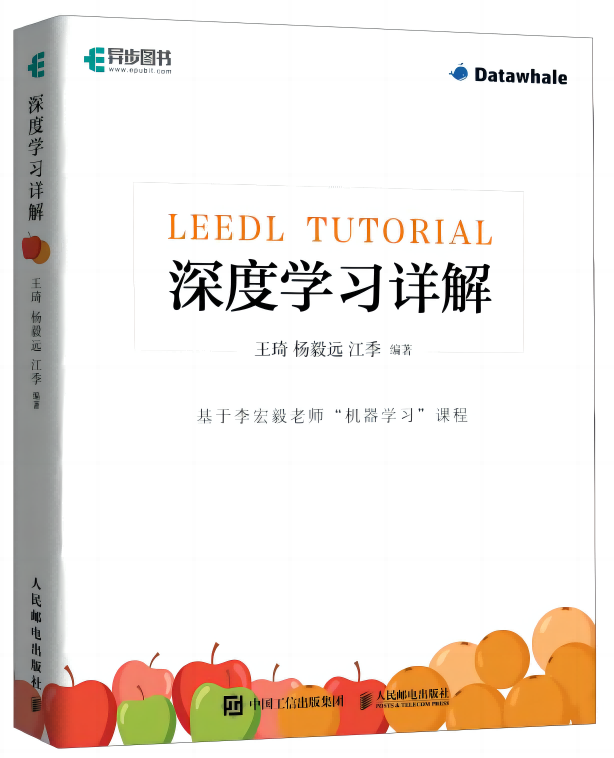 异步图书
www.epubit.com
Datawhale
LEEDL TUTORIAL
深度学习详解
王琦 杨毅远 江季 编著
基于李宏毅老师“机器学习”课程
中国工信出版集团
人民邮电出版社
POSTS & TELECOM PRESS
深度学习详解
王琦 杨毅远 江季 编著
人民邮电出版社